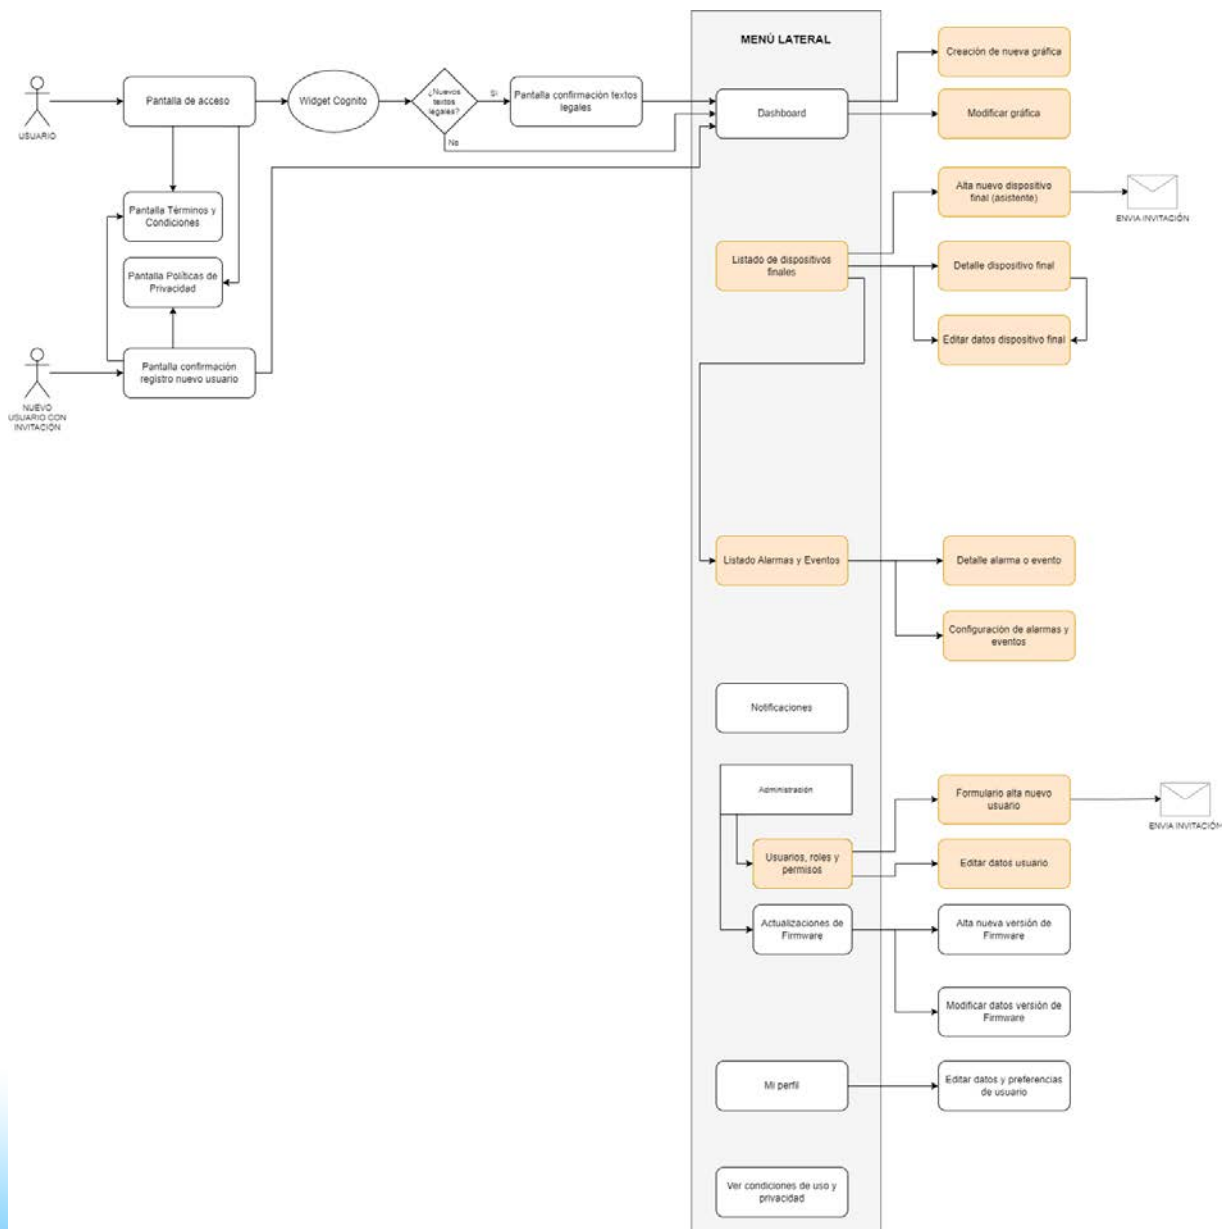 MENÚ LATERAL
Creación de nueva gráfica
USUARIO
Pantalla de acceso
Widget Cognito
¿Nuevos
textos
legales?
Si
No
Pantalla confirmación textos
legales
Dashboard
Modificar gráfica
Pantalla Términos y
Condiciones
Alta nuevo dispositivo
final (asistente)
ENVIA INVITACIÓN
Pantalla Políticas de
Privacidad
Listado de dispositivos
finales
Detalle dispositivo final
Editar datos dispositivo final
Pantalla confirmación
registro nuevo usuario
NUEVO
USUARIO CON
INVITACIÓN
Listado Alarmas y Eventos
Detalle alarma o evento
Configuración de alarmas y
eventos
Notificaciones
Administración
Formulario alta nuevo
usuario
ENVIA INVITACIÓN
Usuarios, roles y
permisos
Editar datos usuario
Actualizaciones de
Firmware
Alta nueva versión de
Firmware
Modificar datos versión de
Firmware
Mi perfil
Editar datos y preferencias
de usuario
Ver condiciones de uso y
privacidad